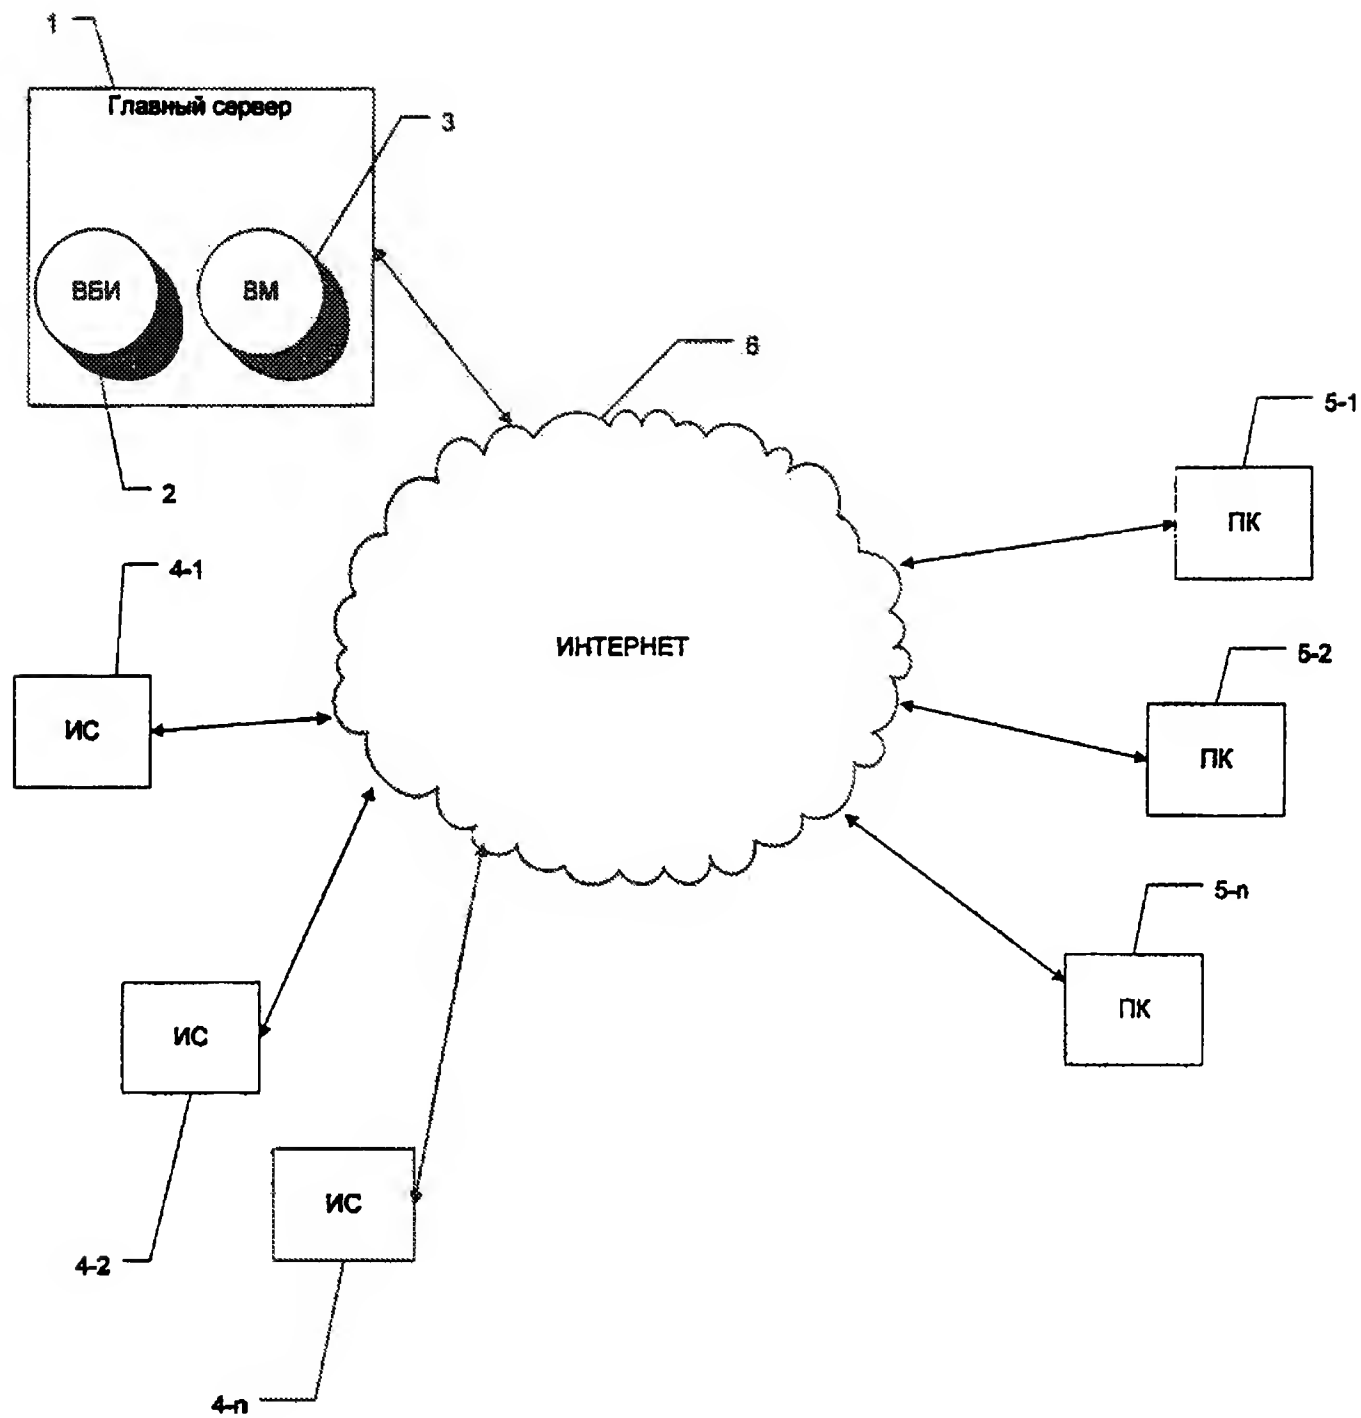 1
Главный сервер
3
ВБИ
ВМ
6
2
5-1
ПК
4-1
ИНТЕРНЕТ
5-2
ИС
ПК
5-n
ИС
ПК
ИС
4-2
4-n